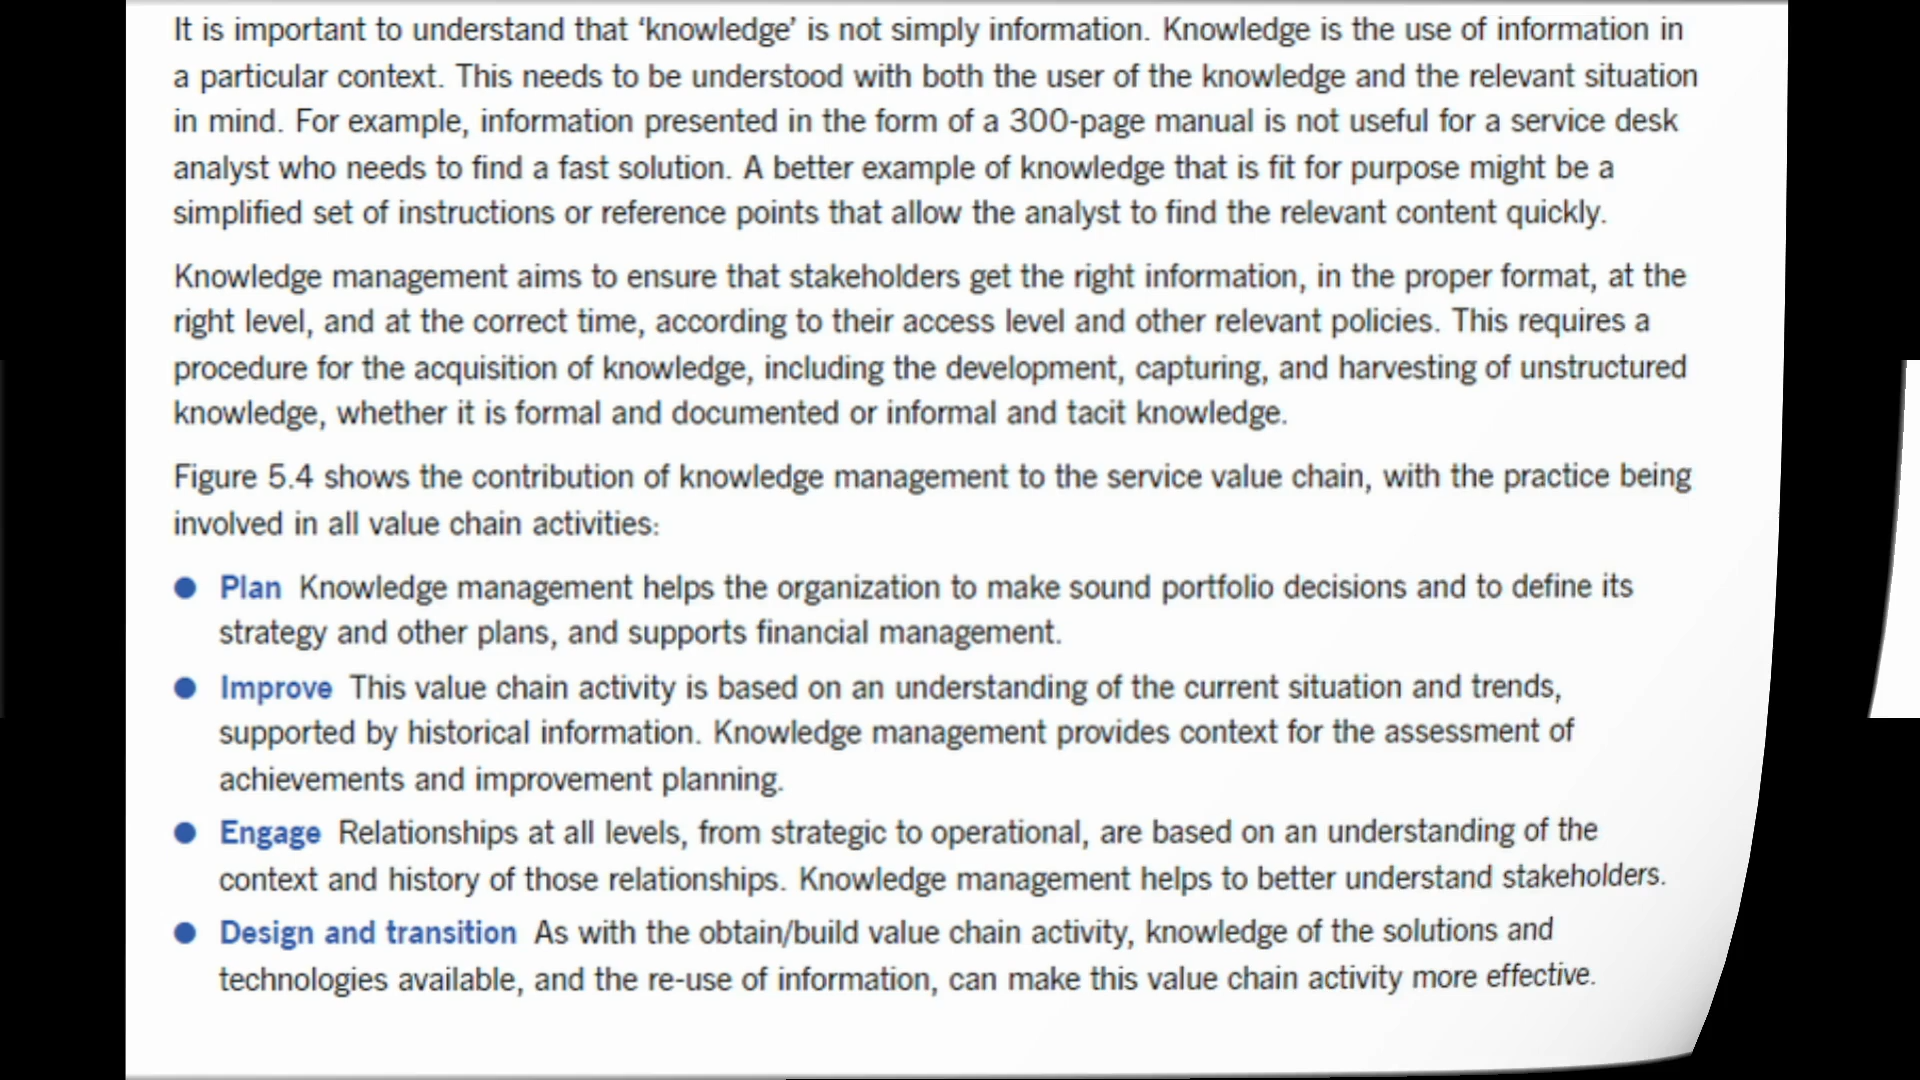 It is important to understand that ‘knowledge’ is not simply information. Knowledge is the use of information in
a particular context. This needs to be understood with both the user of the knowledge and the relevant situation
in mind. For example, information presented in the form of a 300-page manual is not useful for a service desk
analyst who needs to find a fast solution. A better example of knowledge that is fit for purpose might be a
simplified set of instructions or reference points that allow the analyst to find the relevant content quickly.
Knowledge management aims to ensure that stakeholders get the right information, in the proper format, at the
right level, and at the correct time, according to their access level and other relevant policies. This requires a
procedure for the acquisition of knowledge, including the development, capturing, and harvesting of unstructured
knowledge, whether it is formal and documented or informal and tacit knowledge.
Figure 5.4 shows the contribution of knowledge management to the service value chain, with the practice being
involved in all value chain activities:
● Plan Knowledge management helps the organization to make sound portfolio decisions and to define its
strategy and other plans, and supports financial management.
● Improve This value chain activity is based on an understanding of the current situation and trends,
supported by historical information. Knowledge management provides context for the assessment of
achievements and improvement planning.
● Engage Relationships at all levels, from strategic to operational, are based on an understanding of the
context and history of those relationships. Knowledge management helps to better understand stakeholders.
● Design and transition As with the obtain/build value chain activity, knowledge of the solutions and
technologies available, and the re-use of information, can make this value chain activity more effective.